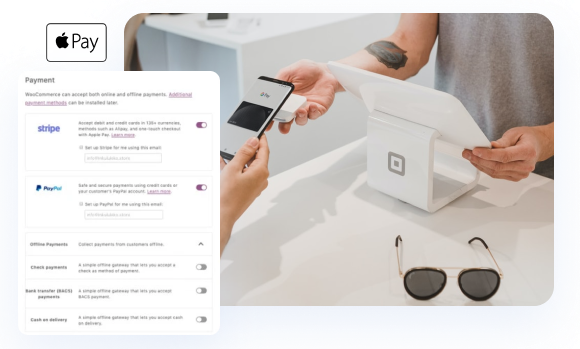 Pay
Payment
WooCommerce can accept both online and offline payments. Additional
payment methods can be installed later.
stripe
Accept debit and credit cards in 135+ currencies,
methods such as Alipay, and one-touch checkout
with Apple Pay. Learn more.
Set up Stripe for me using this email:
PayPal
Safe and secure payments using credit cards or
your customer's PayPal account. Learn more.
Set up PayPal for me using this email:
Offline Payments
Collect payments from customers offline.
Check payments
A simple offline gateway that lets you accept a
check as method of payment.
Bank transfer (BACS)
payments
A simple offline gateway that lets you accept
BACS payment.
Cash on delivery
A simple offline gateway that lets you accept cash
on delivery.
Pay